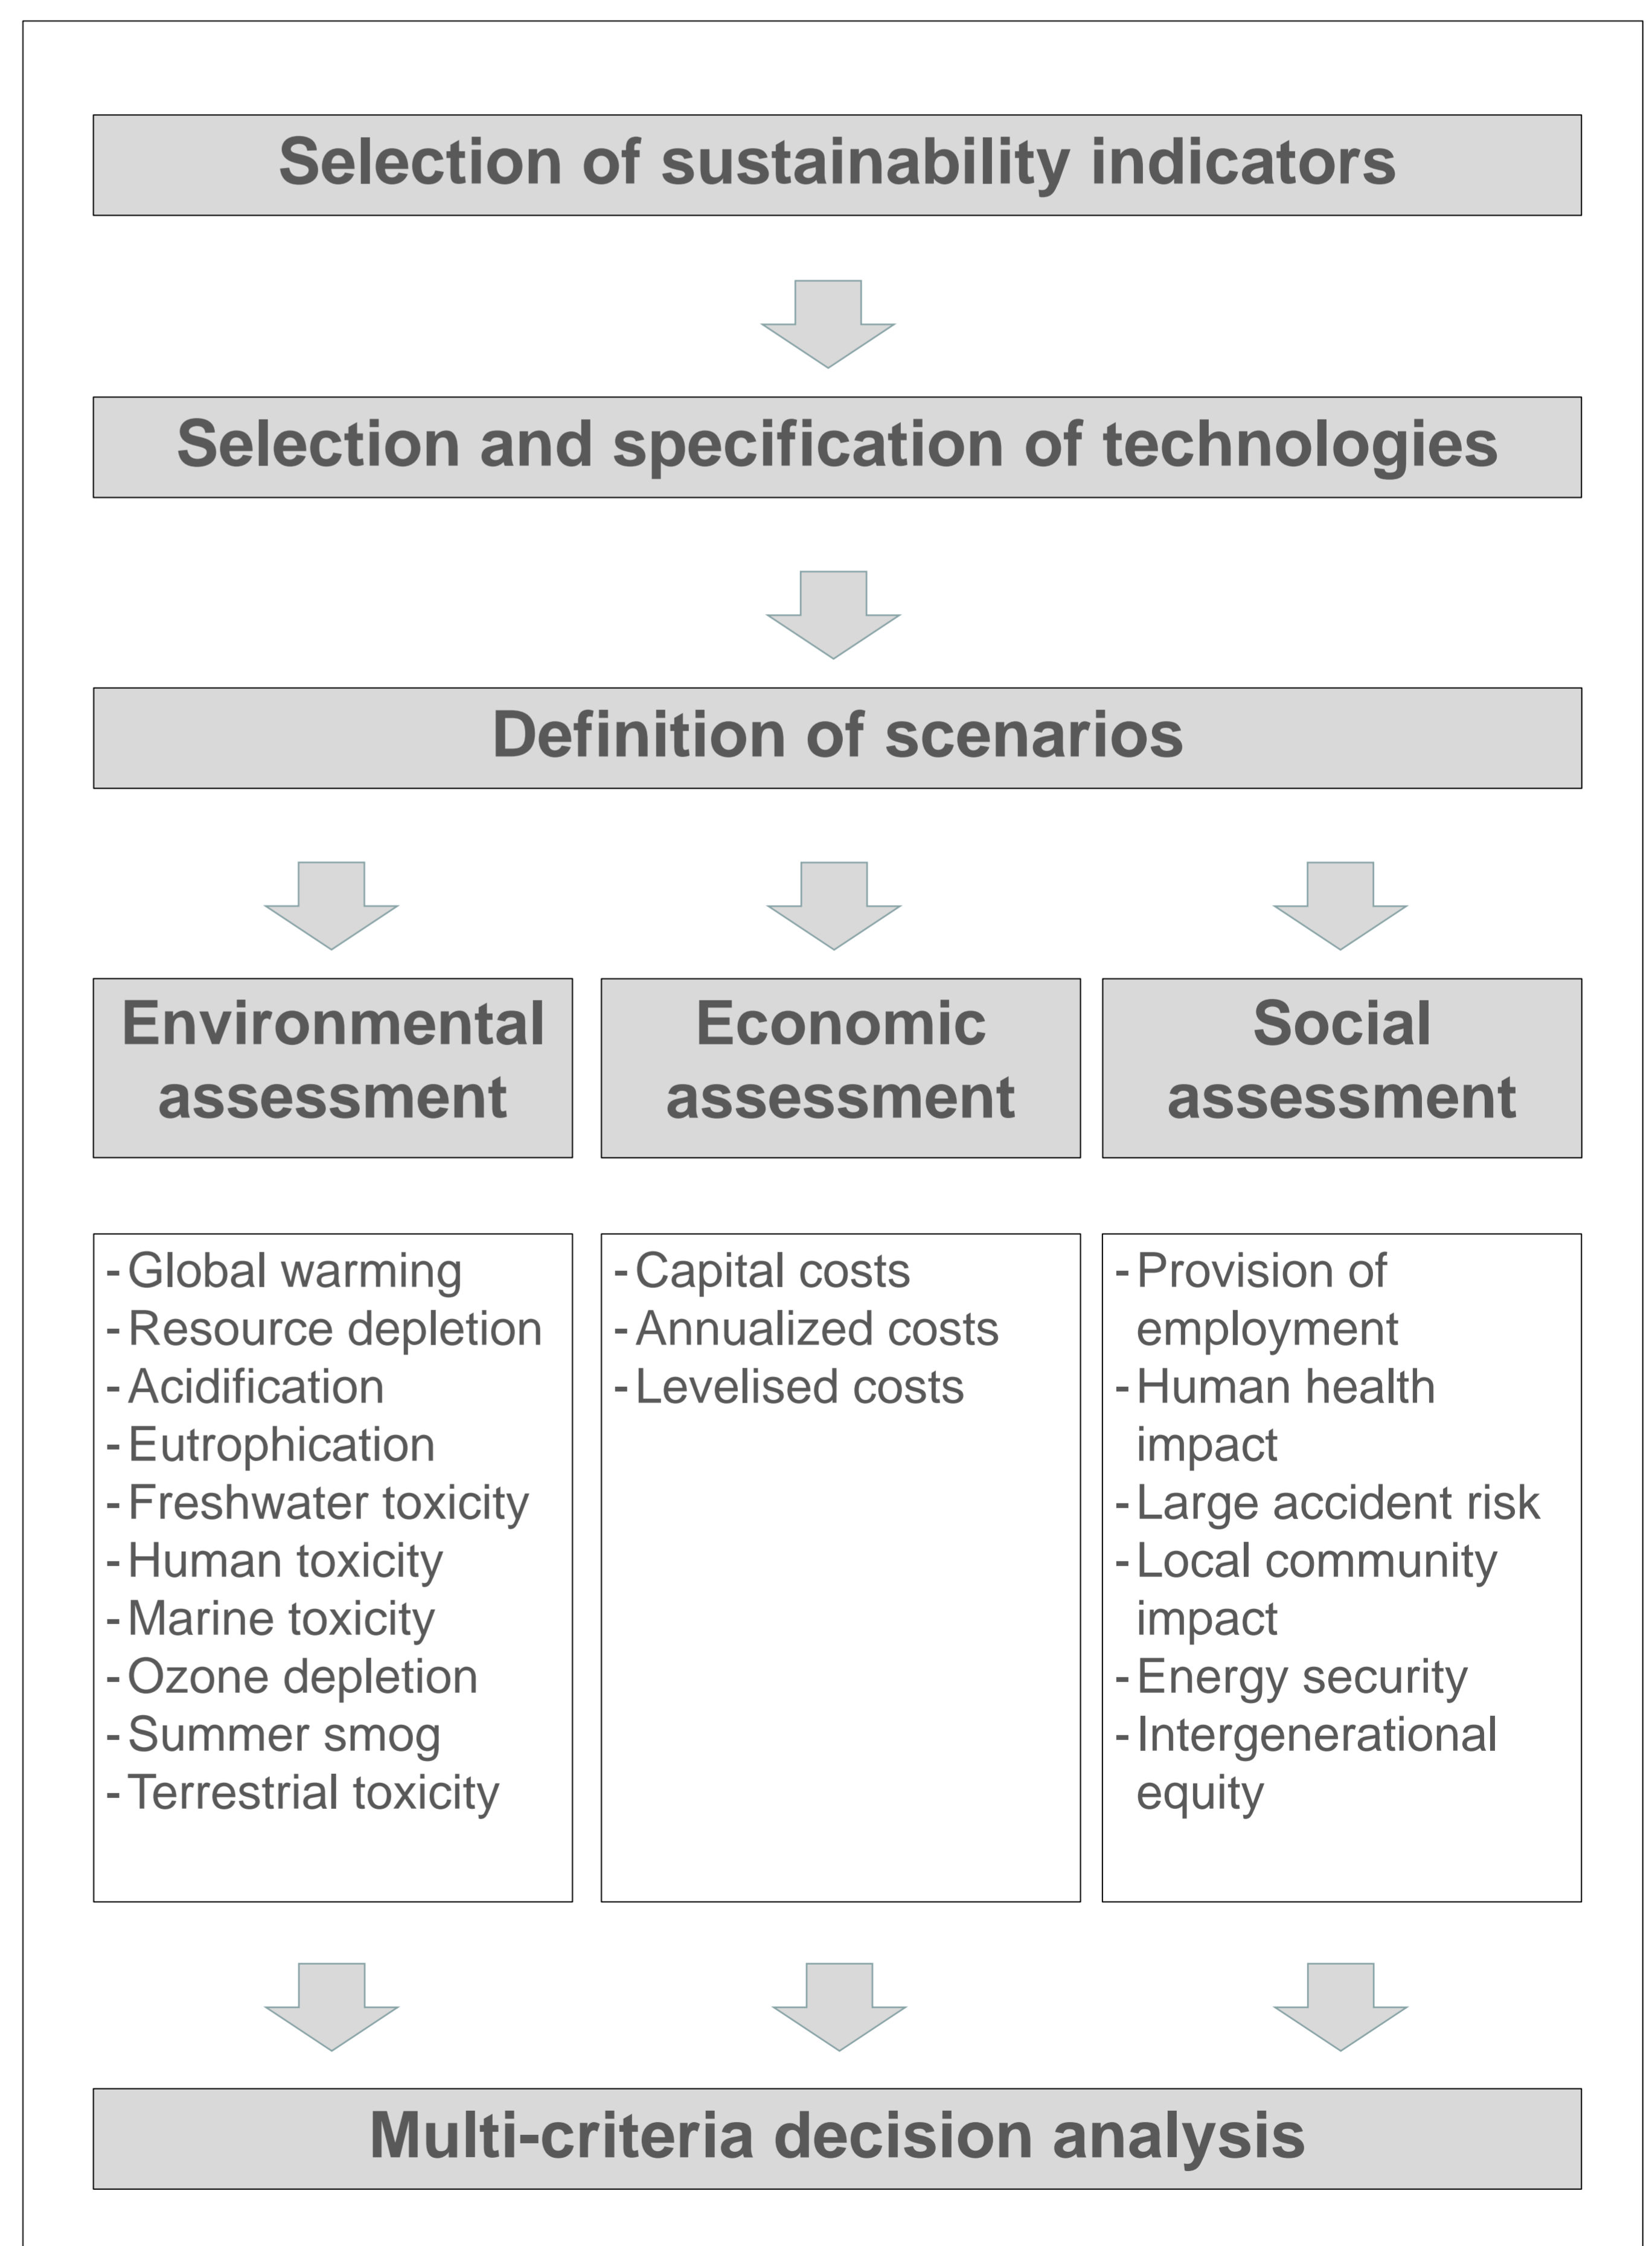 Selection of sustainability indicators
Selection and specification of technologies
Definition of scenarios
Environmental
assessment
Economic
assessment
Social
assessment
- Global warming
- Resource depletion
- Acidification
- Eutrophication
- Freshwater toxicity
- Human toxicity
- Marine toxicity
- Ozone depletion
- Summer smog
- Terrestrial toxicity
- Capital costs
- Annualized costs
- Levelised costs
- Provision of
employment
- Human health
impact
- Large accident risk
- Local community
impact
- Energy security
- Intergenerational
equity
Multi-criteria decision analysis